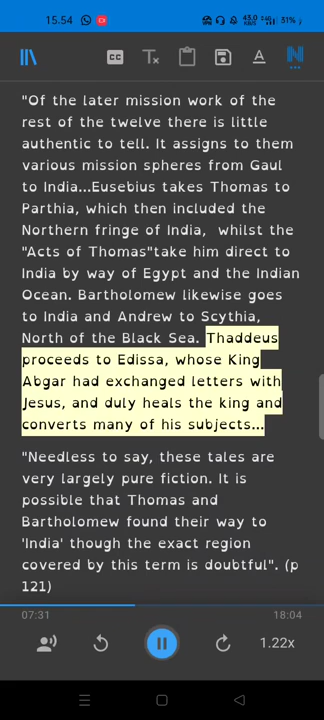 15.54
45.0
51%
CC
T×
A
N
"Of the later mission work of the
rest of the twelve there is little
authentic to tell. It assigns to them
various mission spheres from Gaul
to India...Eusebius takes Thomas to
Parthia, which then included the
Northern fringe of India, whilst the
"Acts of Thomas"take him direct to
India by way of Egypt and the Indian
Ocean. Bartholomew likewise goes
to India and Andrew to Scythia,
North of the Black Sea. Thaddeus
proceeds to Edissa, whose King
Abgar had exchanged letters with
Jesus, and duly heals the king and
converts many of his subjects...
"Needless to say, these tales are
very largely pure fiction. It is
possible that Thomas and
Bartholomew found their way to
'India' though the exact region
covered by this term is doubtful". (p
121)
07:31
18:04
1.22x